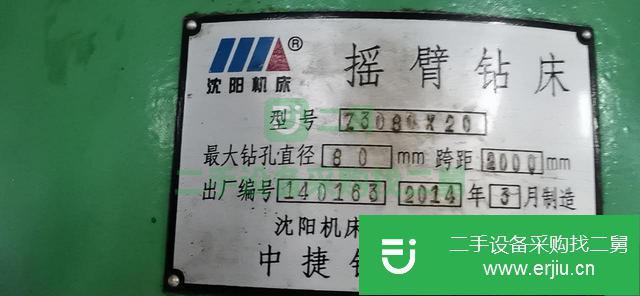 沈阳机床®
摇臂钻床
型号 Z3080X20
最大钻孔直径 80 mm 跨距 2000 mm
出厂编号 140163 2014 年 3 月制造
沈阳机床
中捷钻
二手设备采购找二舅
www.erjiu.cn